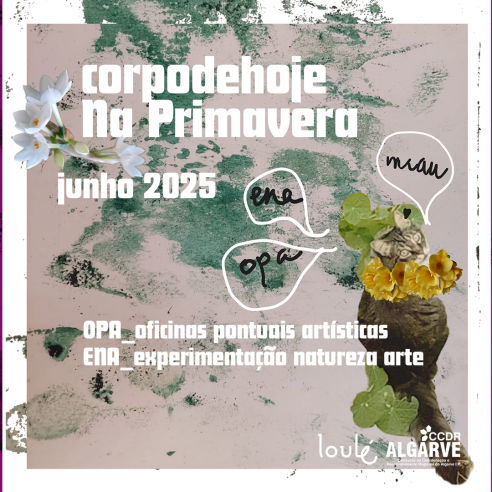 corpodehoje
Na Primavera
junho 2025
miau
ena
opa
OPA_oficinas pontuais artísticas
ENA_experimentação natureza arte
loulé
CCDR
ALGARVE